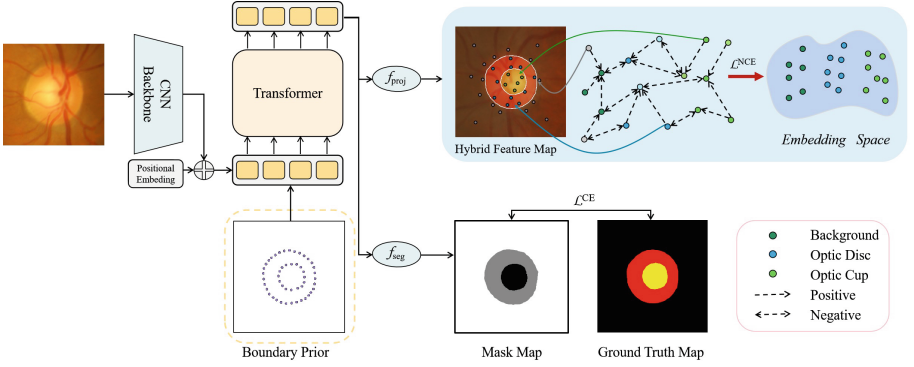 CNN
Backbone
Positional
Embeding
Transformer
f_proj
Hybrid Feature Map
ℒ^NCE
Embedding Space
f_seg
ℒ^CE
Boundary Prior
Mask Map
Ground Truth Map
Background
Optic Disc
Optic Cup
Positive
Negative